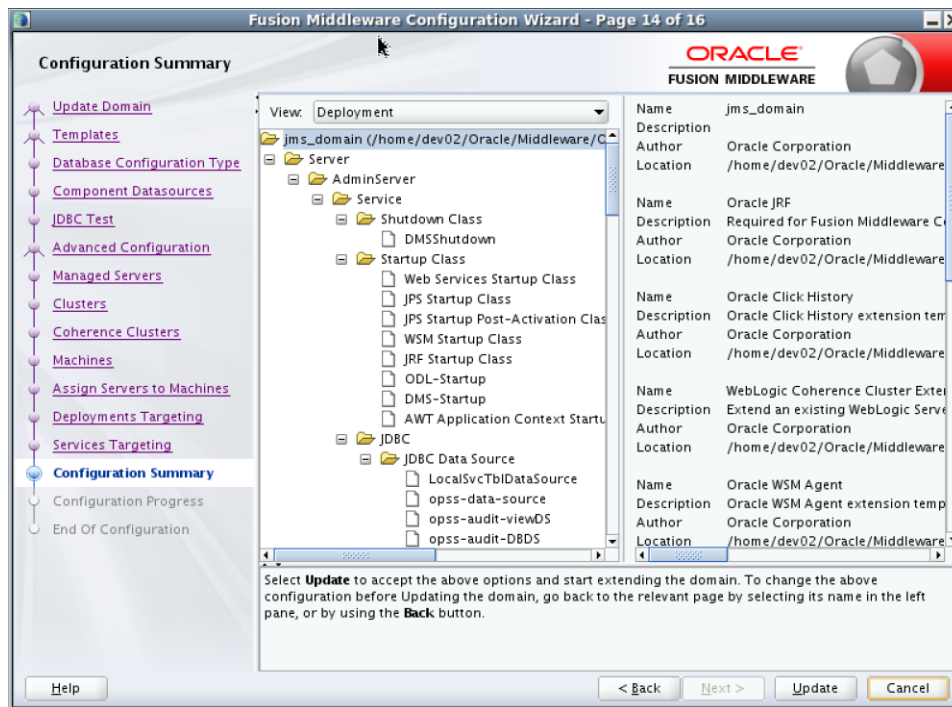 Fusion Middleware Configuration Wizard - Page 14 of 16
Configuration Summary
ORACLE
FUSION MIDDLEWARE
Update Domain
Templates
Database Configuration Type
Component Datasources
JDBC Test
Advanced Configuration
Managed Servers
Clusters
Coherence Clusters
Machines
Assign Servers to Machines
Deployments Targeting
Services Targeting
Configuration Summary
Configuration Progress
End Of Configuration
View: Deployment
jms_domain (/home/dev02/Oracle/Middleware/O
Server
AdminServer
Service
Shutdown Class
DMSShutdown
Startup Class
Web Services Startup Class
JPS Startup Class
JPS Startup Post-Activation Clas
WSM Startup Class
JRF Startup Class
ODL-Startup
DMS-Startup
AWT Application Context Startu
JDBC
JDBC Data Source
LocalSvcTblDataSource
opss-data-source
opss-audit-viewDS
opss-audit-DBDS
Name jms_domain
Description
Author Oracle Corporation
Location /home/dev02/Oracle/Middleware
Name Oracle JRF
Description Required for Fusion Middleware C
Author Oracle Corporation
Location /home/dev02/Oracle/Middleware
Name Oracle Click History
Description Oracle Click History extension tem
Author Oracle Corporation
Location /home/dev02/Oracle/Middleware
Name WebLogic Coherence Cluster Exte
Description Extend an existing WebLogic Serve
Author Oracle Corporation
Location /home/dev02/Oracle/Middleware
Name Oracle WSM Agent
Description Oracle WSM Agent extension temp
Author Oracle Corporation
Location /home/dev02/Oracle/Middleware
Select Update to accept the above options and start extending the domain. To change the above
configuration before Updating the domain, go back to the relevant page by selecting its name in the left
pane, or by using the Back button.
Help
< Back
Next >
Update
Cancel